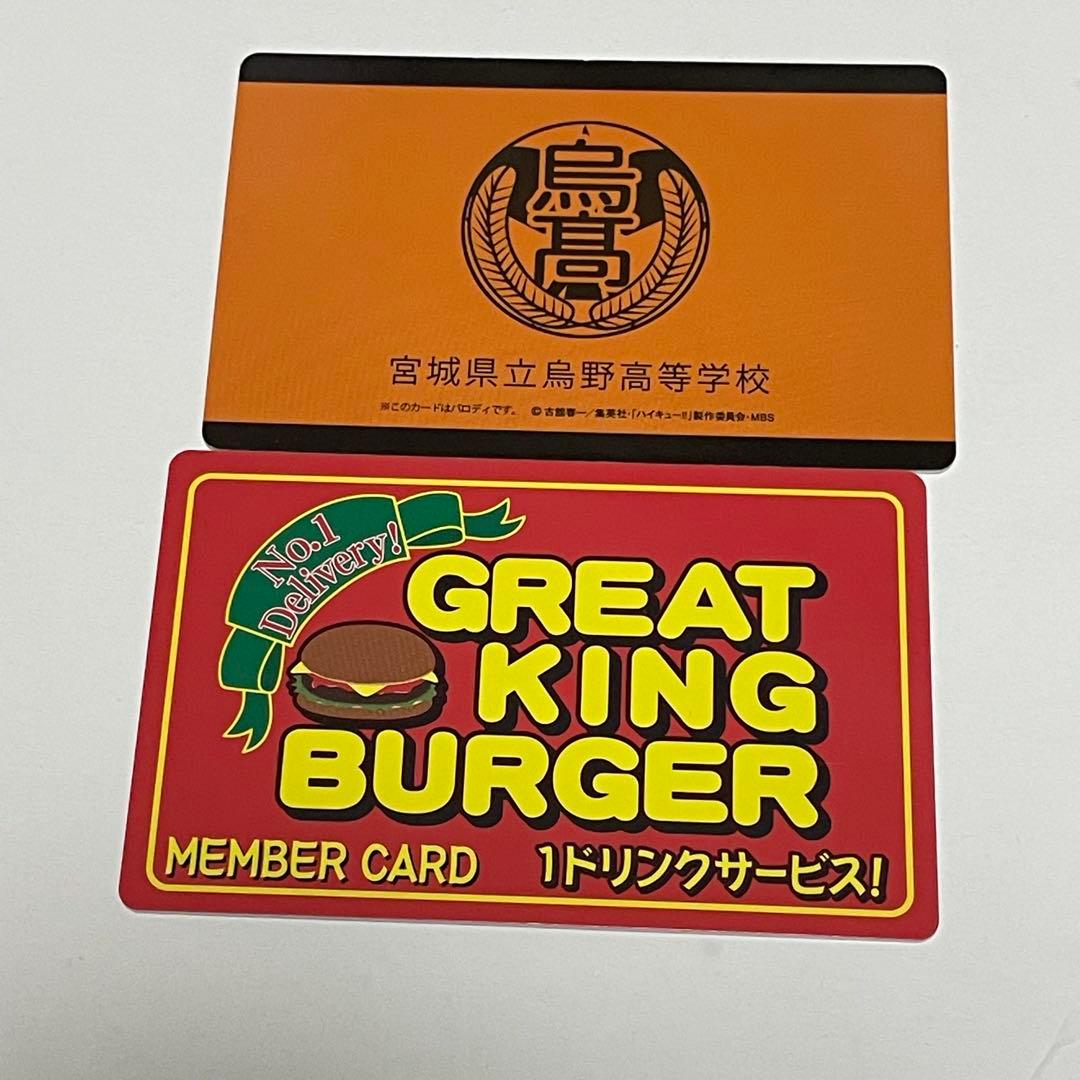 烏高
宮城県立烏野高等学校
※このカードはパロディです。 © 古舘春一／集英社・「ハイキュー!!」製作委員会・MBS
No.1
Delivery!
GREAT
KING
BURGER
MEMBER CARD 1ドリンクサービス!